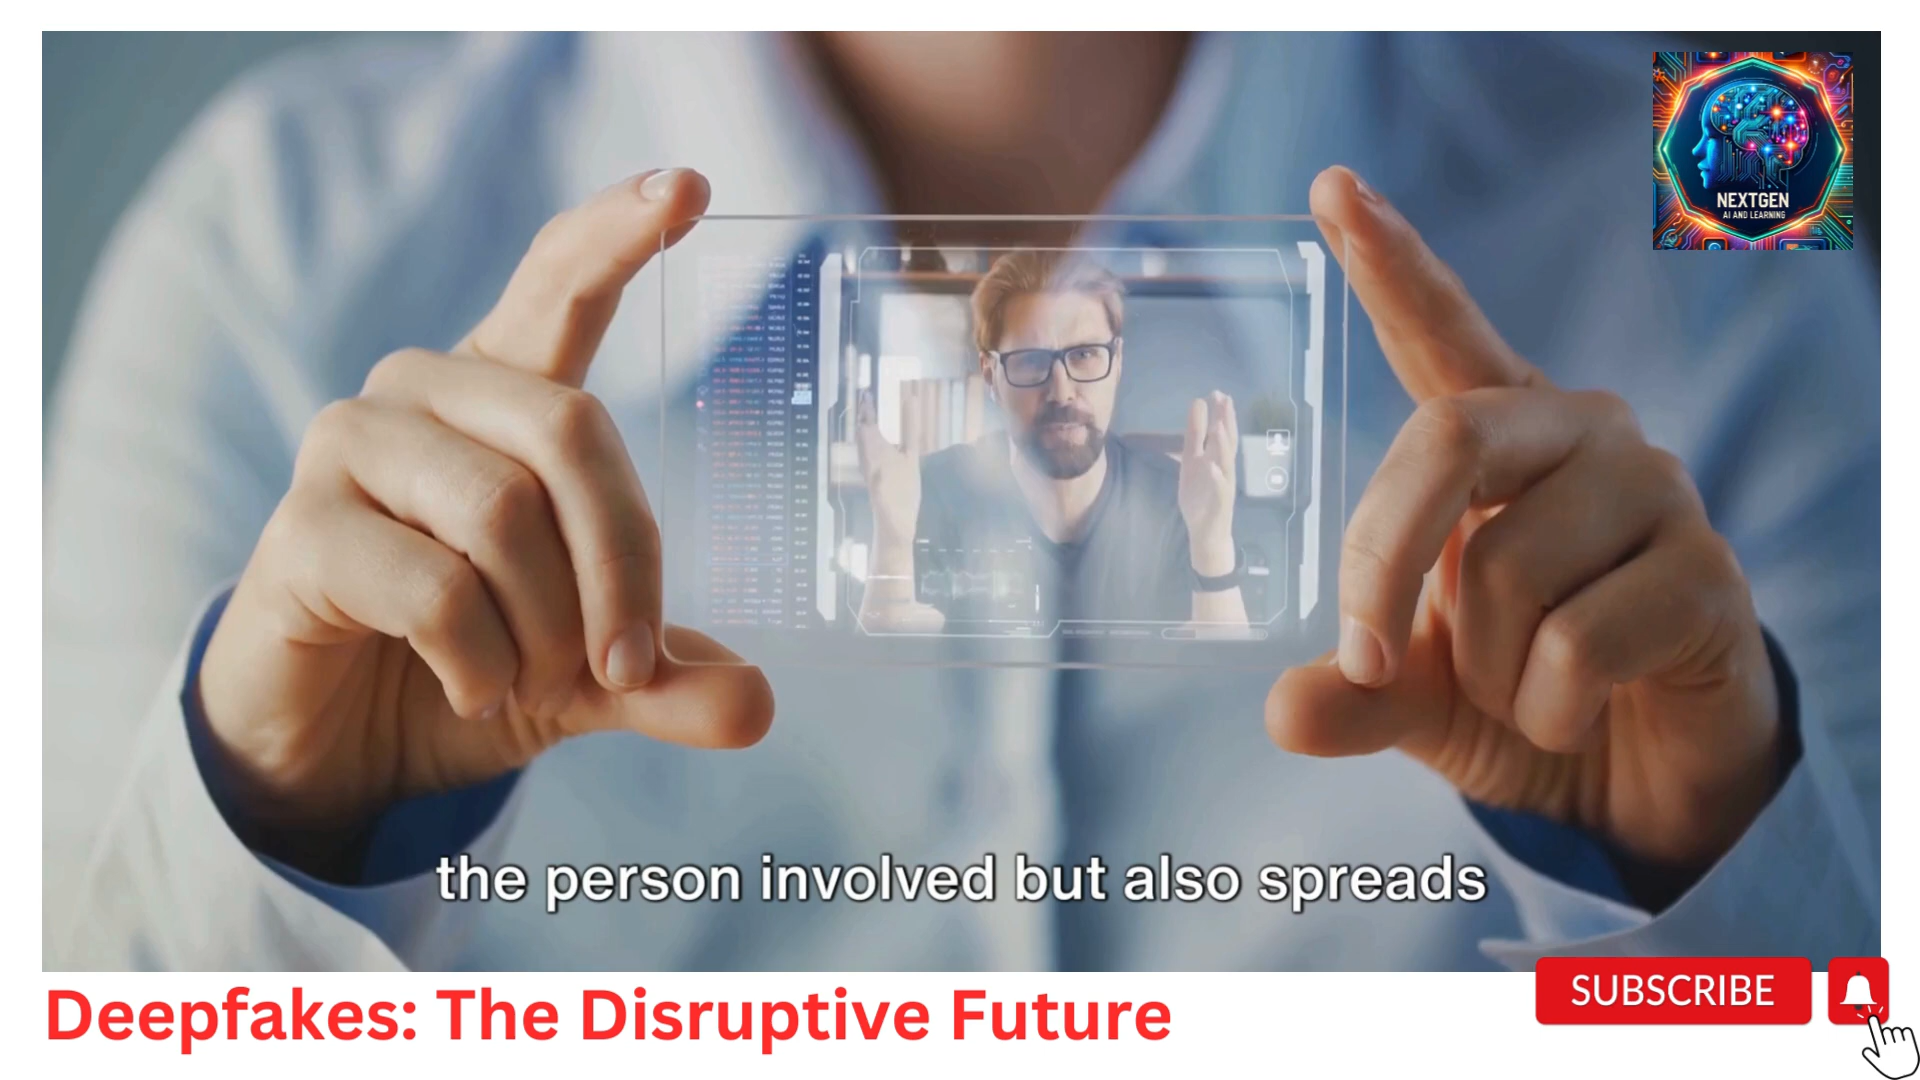 NEXTGEN
AI AND LEARNING
the person involved but also spreads
Deepfakes: The Disruptive Future
SUBSCRIBE